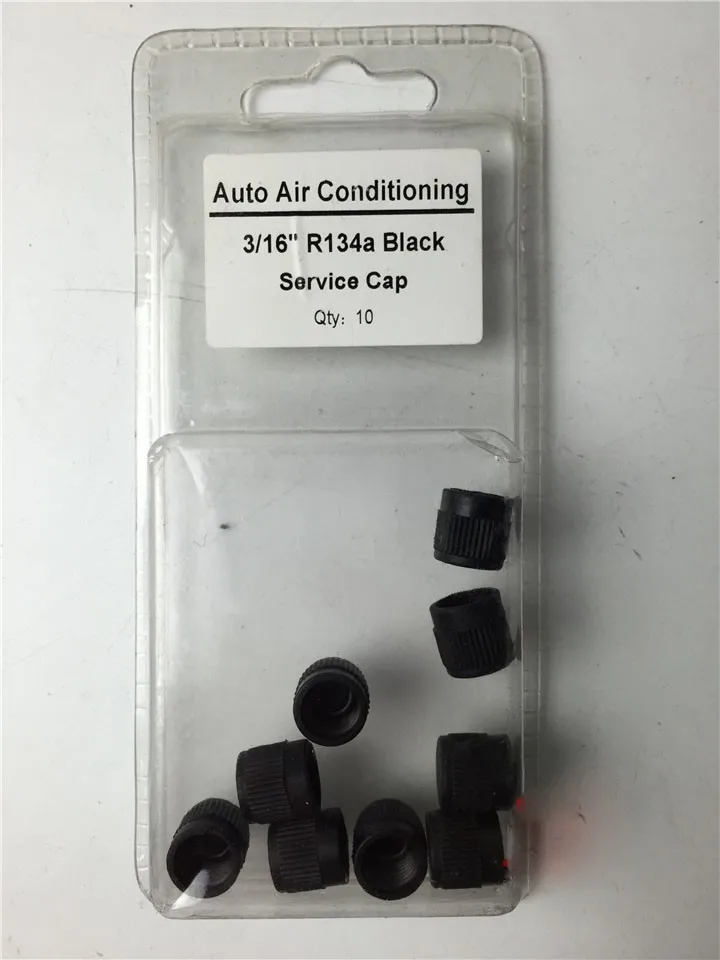 Auto Air Conditioning
3/16" R134a Black
Service Cap
Qty: 10